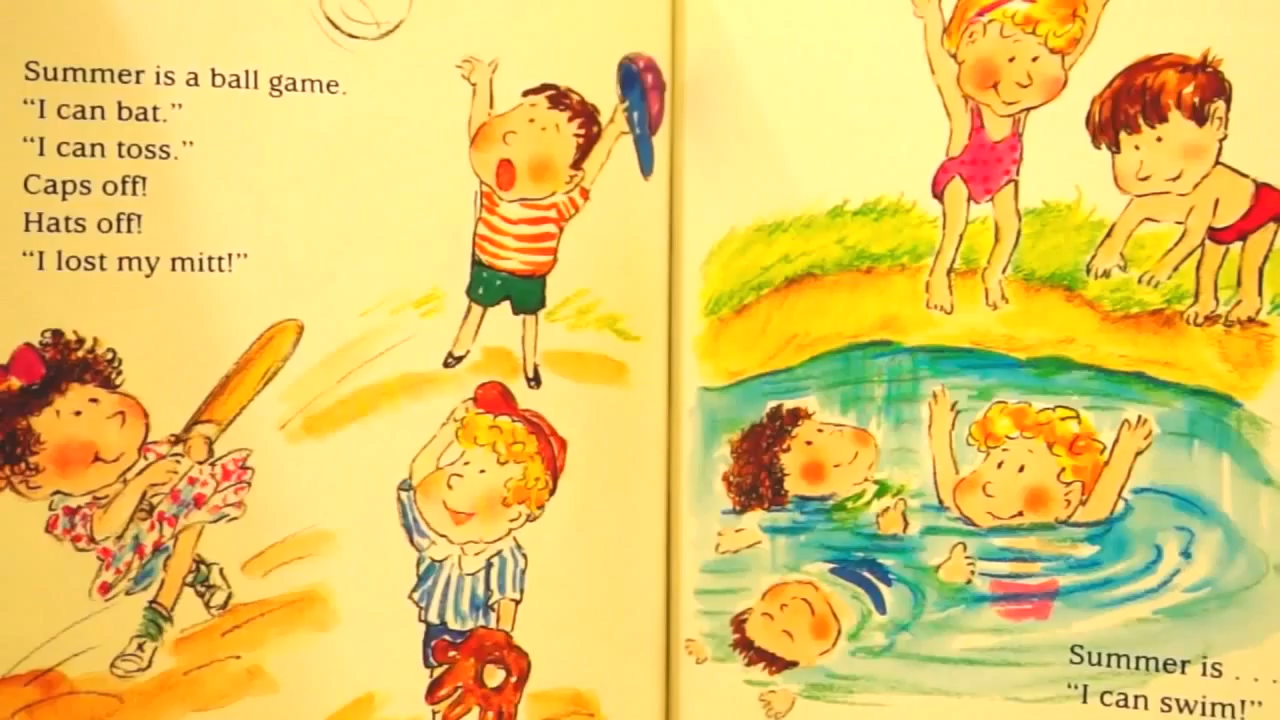 Summer is a ball game.
“I can bat.”
“I can toss.”
Caps off!
Hats off!
“I lost my mitt!”
Summer is . . .
“I can swim!”